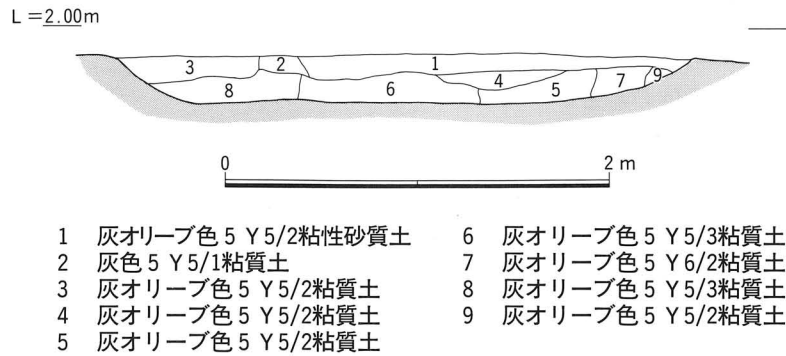 L＝2.00m
3 2 1
8 6 4 5 7 9
0 2 m
1 灰オリーブ色 5 Y 5/2粘性砂質土
2 灰色 5 Y 5/1粘質土
3 灰オリーブ色 5 Y 5/2粘質土
4 灰オリーブ色 5 Y 5/2粘質土
5 灰オリーブ色 5 Y 5/2粘質土
6 灰オリーブ色 5 Y 5/3粘質土
7 灰オリーブ色 5 Y 6/2粘質土
8 灰オリーブ色 5 Y 5/3粘質土
9 灰オリーブ色 5 Y 5/2粘質土